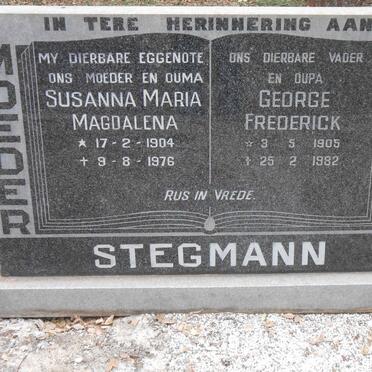 IN TERE HERINNERING AAN
MOEDER
MY DIERBARE EGGENOTE
ONS MOEDER EN OUMA
SUSANNA MARIA
MAGDALENA
★ 17-2-1904
✝ 9-8-1976
ONS DIERBARE VADER
EN OUPA
GEORGE
FREDERICK
☆ 3 5 1905
✝ 25 2 1982
RUS IN VREDE.
STEGMANN